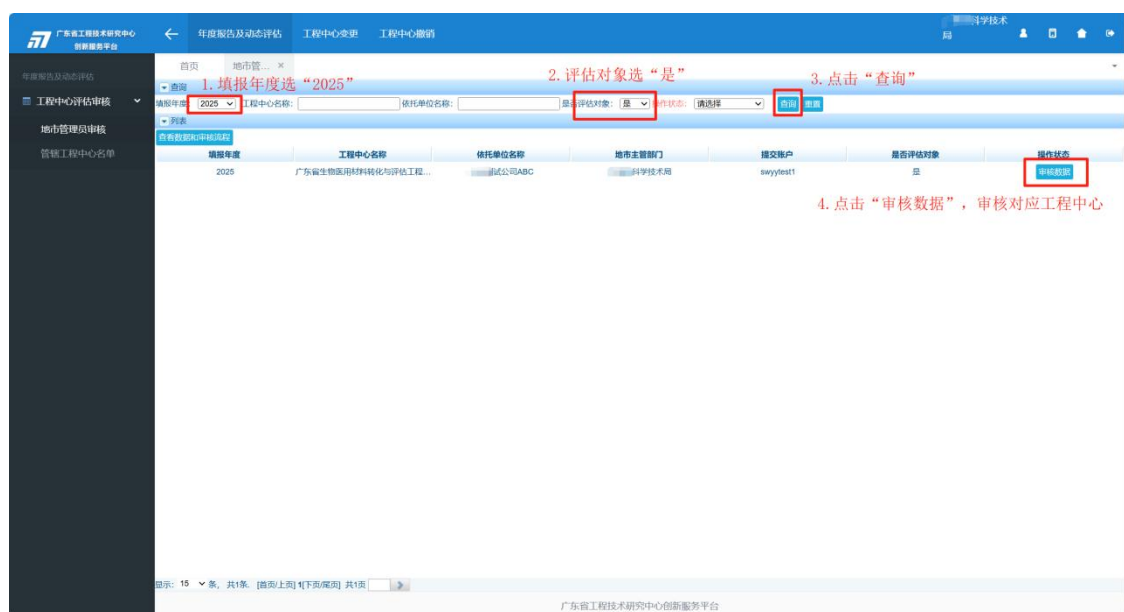 广东省工程技术研究中心
创新服务平台
年度报告及动态评估 工程中心变更 工程中心撤销
科学技术
局
年度报告及动态评估
工程中心评估审核
地市管理员审核
管辖工程中心名单
首页 地市管... ×
1.填报年度选“2025”
2.评估对象选“是”
3.点击“查询”
查询
填报年度: 2025 工程中心名称: 依托单位名称: 是否评估对象: 是 操作状态: 请选择 查询 重置
列表
查看数据和审核流程
填报年度 工程中心名称 依托单位名称 地市主管部门 提交账户 是否评估对象 操作状态
2025 广东省生物医用材料转化与评估工程... 测试公司ABC 科学技术局 swyytest1 是 审核数据
4.点击“审核数据”，审核对应工程中心
显示: 15 条, 共1条. [首页/上页] 1[下页/尾页] 共1页
广东省工程技术研究中心创新服务平台